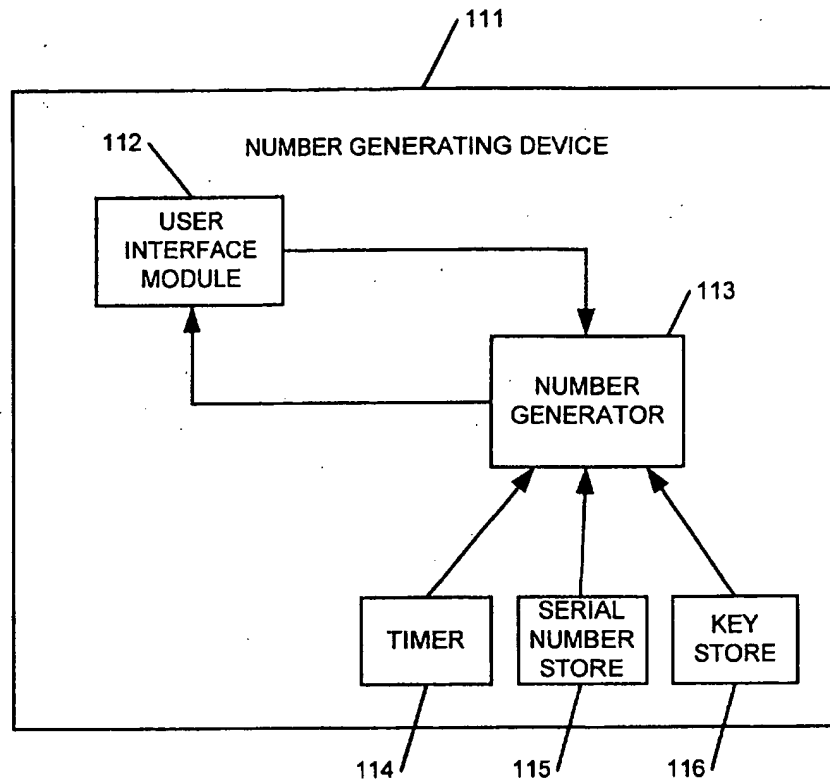 111
NUMBER GENERATING DEVICE
112
USER
INTERFACE
MODULE
113
NUMBER
GENERATOR
TIMER
SERIAL
NUMBER
STORE
KEY
STORE
114
115
116